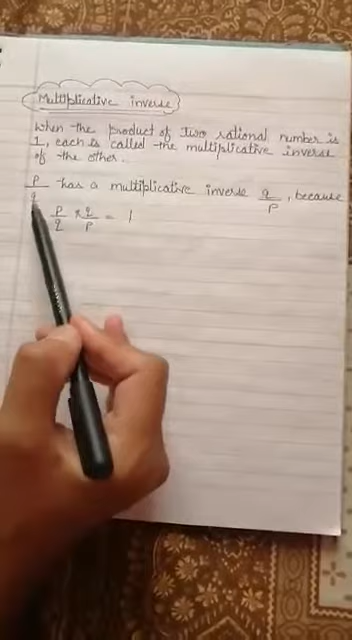 Multiplicative inverse
When the product of two rational number is
1, each is called the multiplicative inverse
of the other.
p/q has a multiplicative inverse q/p, because
p/q × q/p = 1